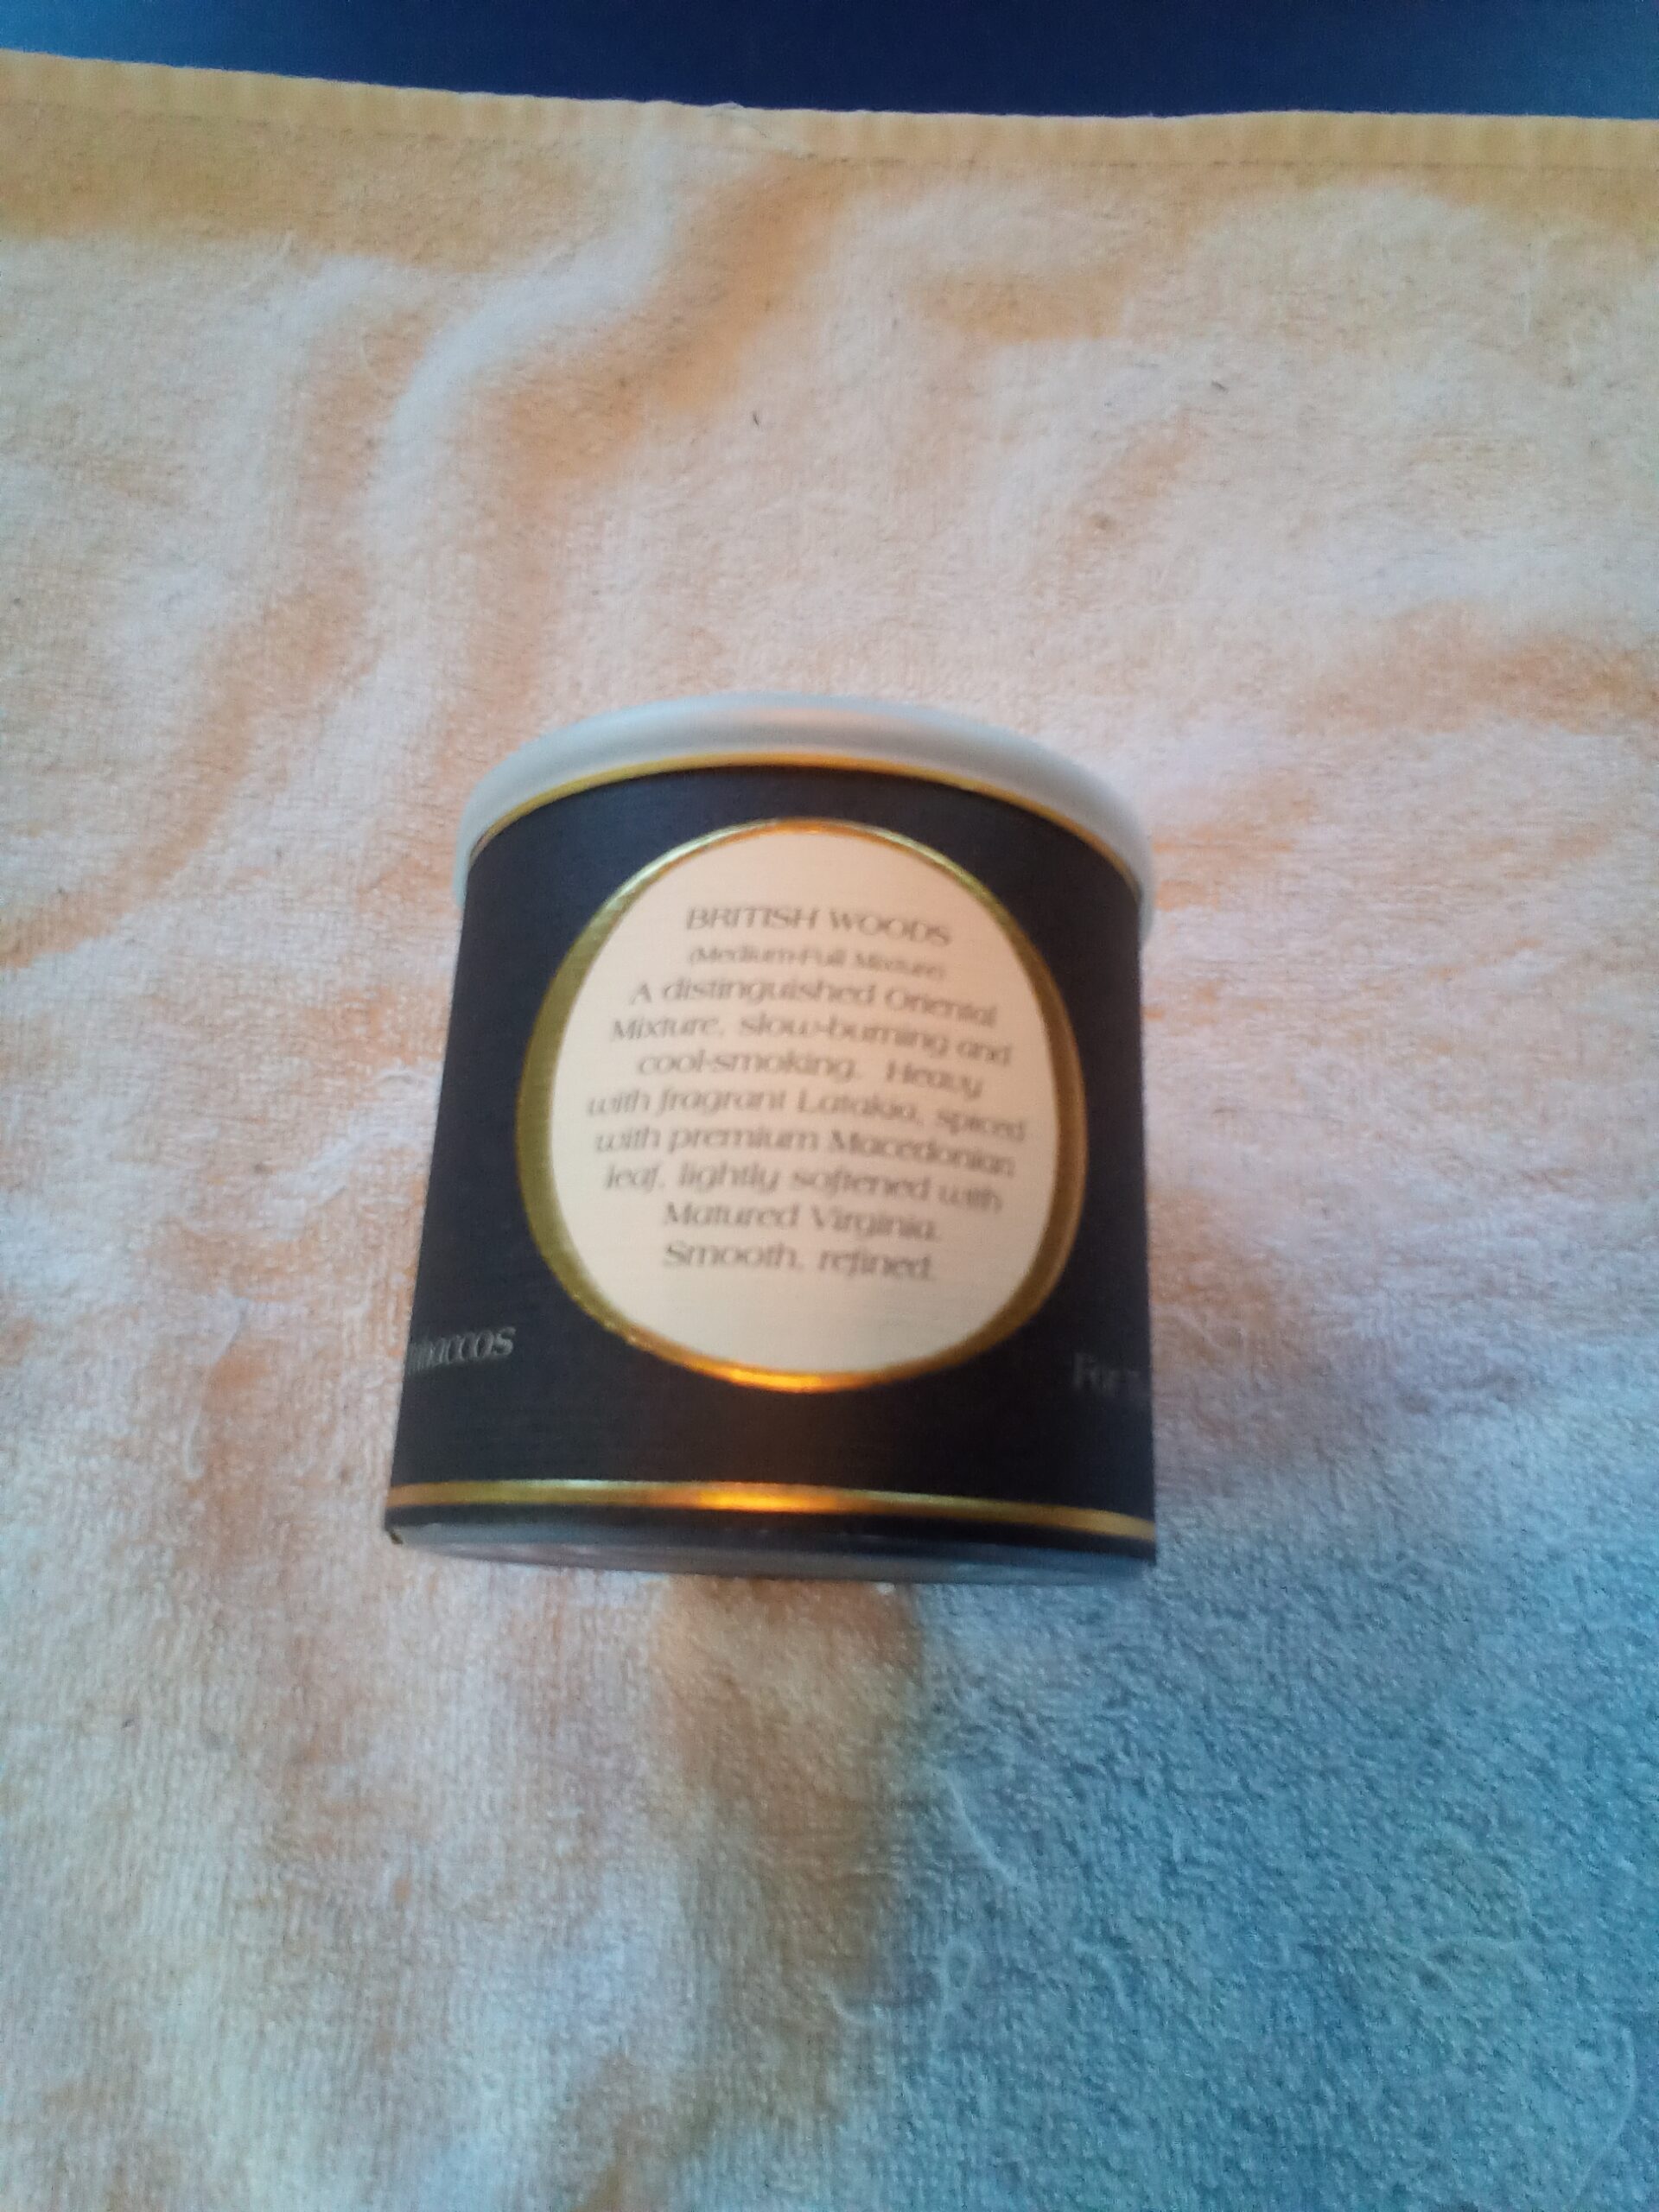 BRITISH WOODS
(Medium-Full Mixture)
A distinguished Oriental
Mixture, slow-burning and
cool-smoking. Heavy
with fragrant Latakia, spiced
with premium Macedonian
leaf, lightly softened with
Matured Virginia.
Smooth, refined.